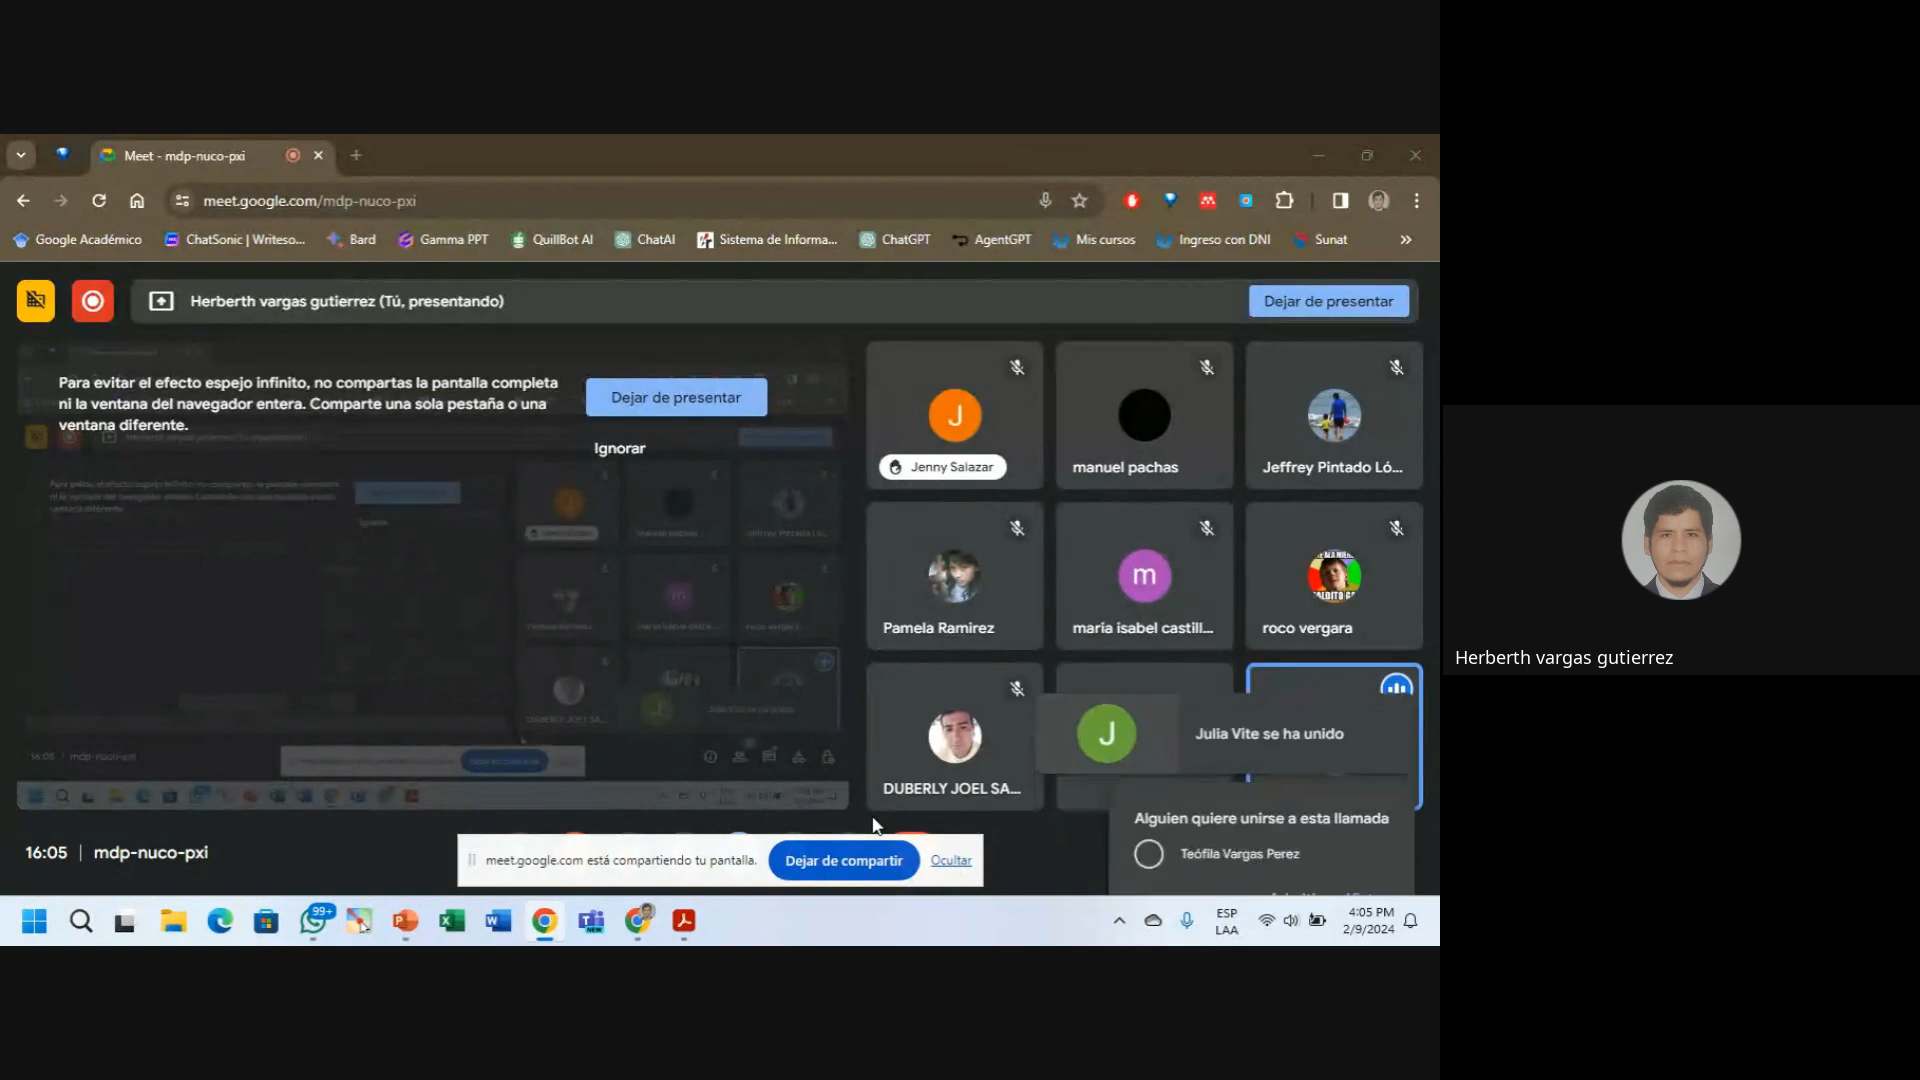 Meet - mdp-nuco-pxi
meet.google.com/mdp-nuco-pxi
Google Académico
ChatSonic | Writeso...
Bard
Gamma PPT
QuillBot AI
ChatAI
Sistema de Informa...
ChatGPT
AgentGPT
Mis cursos
Ingreso con DNI
Sunat
»
Herberth vargas gutierrez (Tú, presentando)
Dejar de presentar
Para evitar el efecto espejo infinito, no compartas la pantalla completa
ni la ventana del navegador entera. Comparte una sola pestaña o una
ventana diferente.
Dejar de presentar
Ignorar
J
Jenny Salazar
manuel pachas
Jeffrey Pintado Ló...
Pamela Ramirez
m
maria isabel castill...
roco vergara
DUBERLY JOEL SA...
J
Julia Vite se ha unido
Alguien quiere unirse a esta llamada
Teófila Vargas Perez
Herberth vargas gutierrez
16:05 | mdp-nuco-pxi
meet.google.com está compartiendo tu pantalla.
Dejar de compartir
Ocultar
99+
NEW
ESP
LAA
4:05 PM
2/9/2024